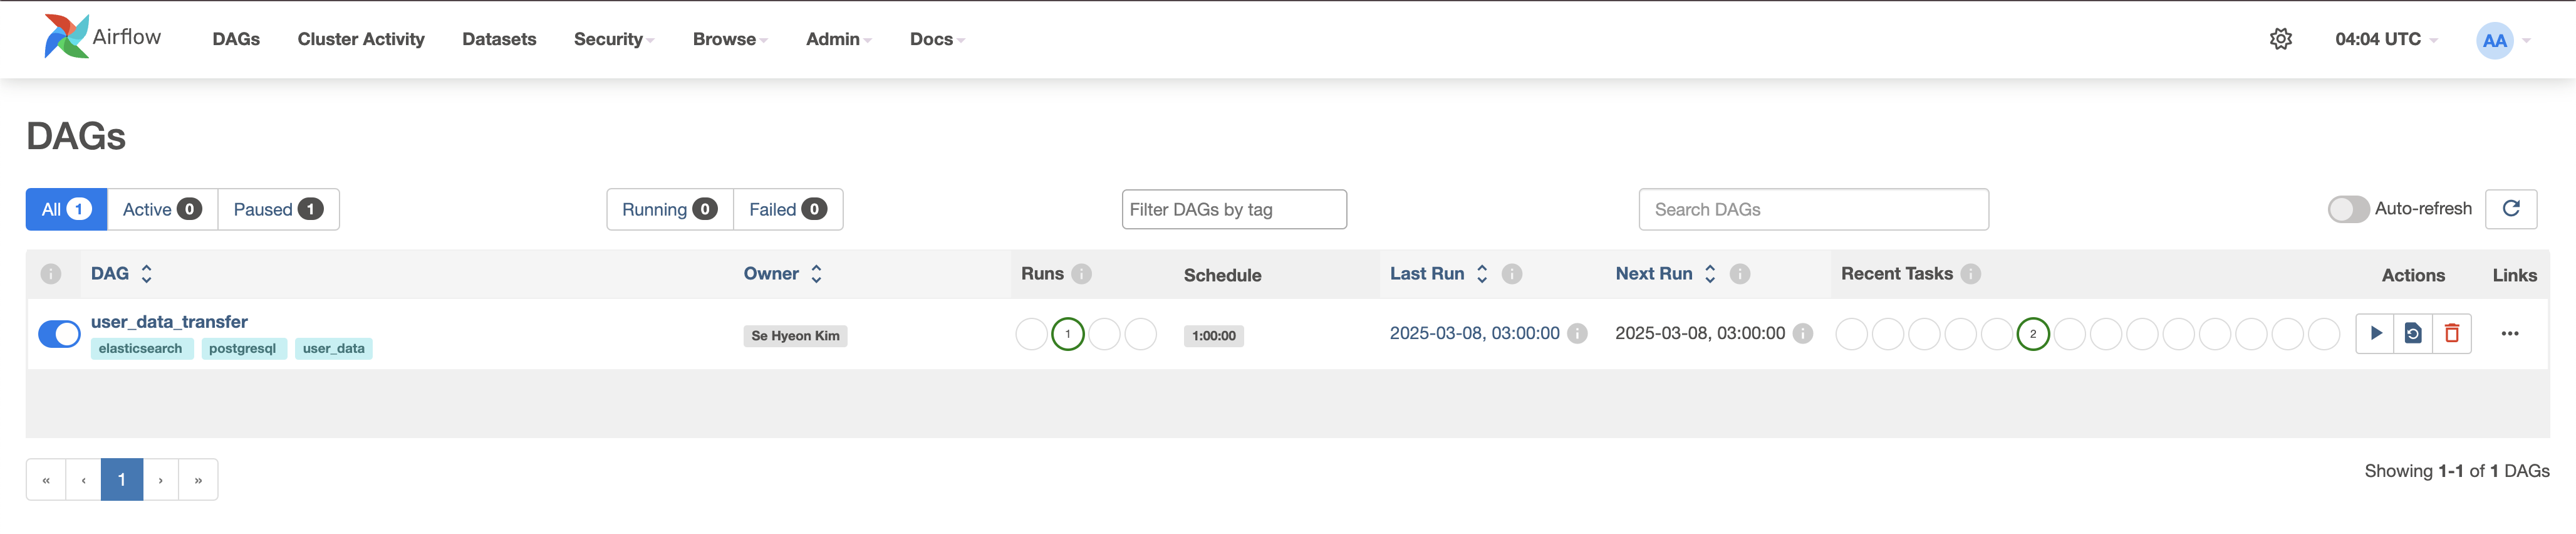 Airflow DAGs Cluster Activity Datasets Security Browse Admin Docs 04:04 UTC AA
DAGs
All 1 Active 0 Paused 1 Running 0 Failed 0 Filter DAGs by tag Search DAGs Auto-refresh
DAG Owner Runs Schedule Last Run Next Run Recent Tasks Actions Links
user_data_transfer
Se Hyeon Kim 1 1:00:00 2025-03-08, 03:00:00 2025-03-08, 03:00:00 2
elasticsearch postgresql user_data
« ‹ 1 › »
Showing 1-1 of 1 DAGs